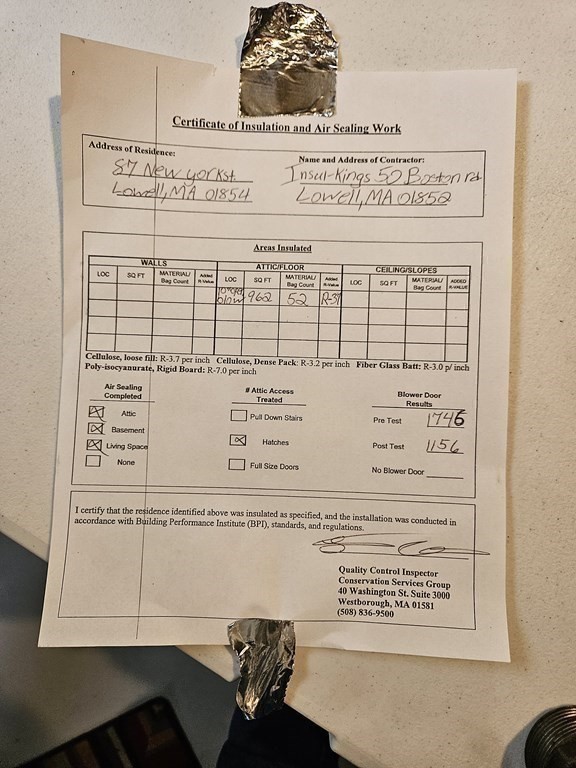 Certificate of Insulation and Air Sealing Work
Address of Residence:
87 New York st.
Lowell, MA 01854
Name and Address of Contractor:
Insul-Kings 50 Boston rd
Lowell, MA 01852
Areas Insulated
WALLS ATTIC/FLOOR CEILING/SLOPES
LOC SQ FT MATERIAL/ Bag Count Added R-Value LOC SQ FT MATERIAL/ Bag Count Added R-Value LOC SQ FT MATERIAL/ Bag Count ADDED R-VALUE
blow 962 52 R-37
Cellulose, loose fill: R-3.7 per inch Cellulose, Dense Pack: R-3.2 per inch Fiber Glass Batt: R-3.0 p/ inch
Poly-isocyanurate, Rigid Board: R-7.0 per inch
Air Sealing
Completed
Attic
Basement
Living Space
None
# Attic Access
Treated
Pull Down Stairs
Hatches
Full Size Doors
Blower Door
Results
Pre Test 1746
Post Test 1156
No Blower Door
I certify that the residence identified above was insulated as specified, and the installation was conducted in
accordance with Building Performance Institute (BPI), standards, and regulations.
Quality Control Inspector
Conservation Services Group
40 Washington St. Suite 3000
Westborough, MA 01581
(508) 836-9500